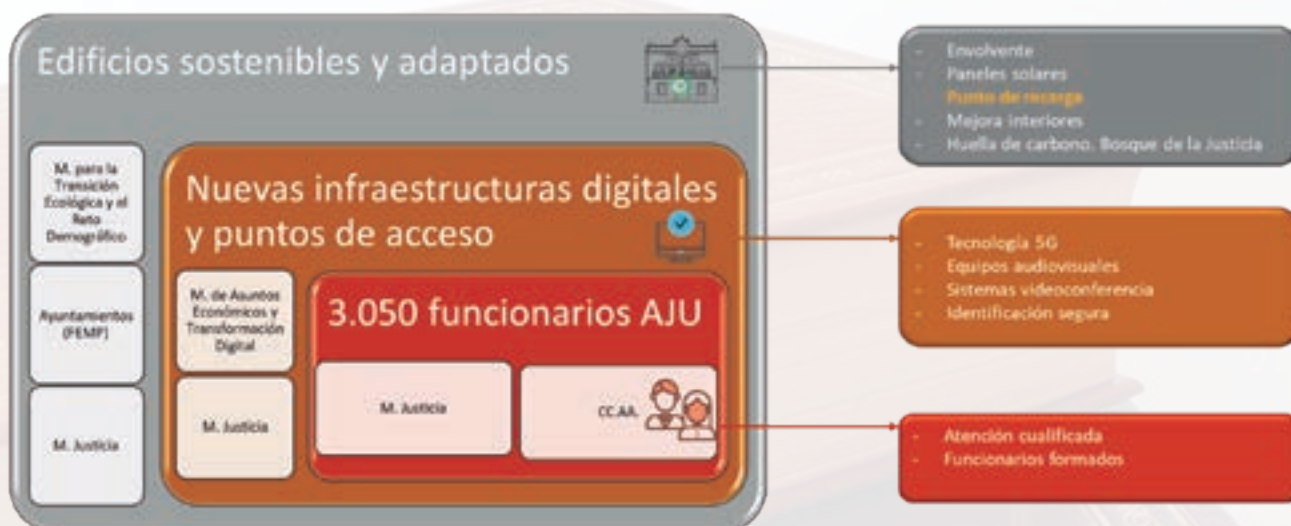 Edificios sostenibles y adaptados
M. para la
Transición
Ecológica y el
Reto
Demográfico
Ayuntamientos
(FEMP)
M. Justicia
Nuevas infraestructuras digitales
y puntos de acceso
M. de Asuntos
Económicos y
Transformación
Digital
M. Justicia
3.050 funcionarios AJU
M. Justicia
CC.AA.
- Envolvente
- Paneles solares
- Punto de recarga
- Mejora interiores
- Huella de carbono. Bosque de la Justicia
- Tecnología 5G
- Equipos audiovisuales
- Sistemas videoconferencia
- Identificación segura
- Atención cualificada
- Funcionarios formados